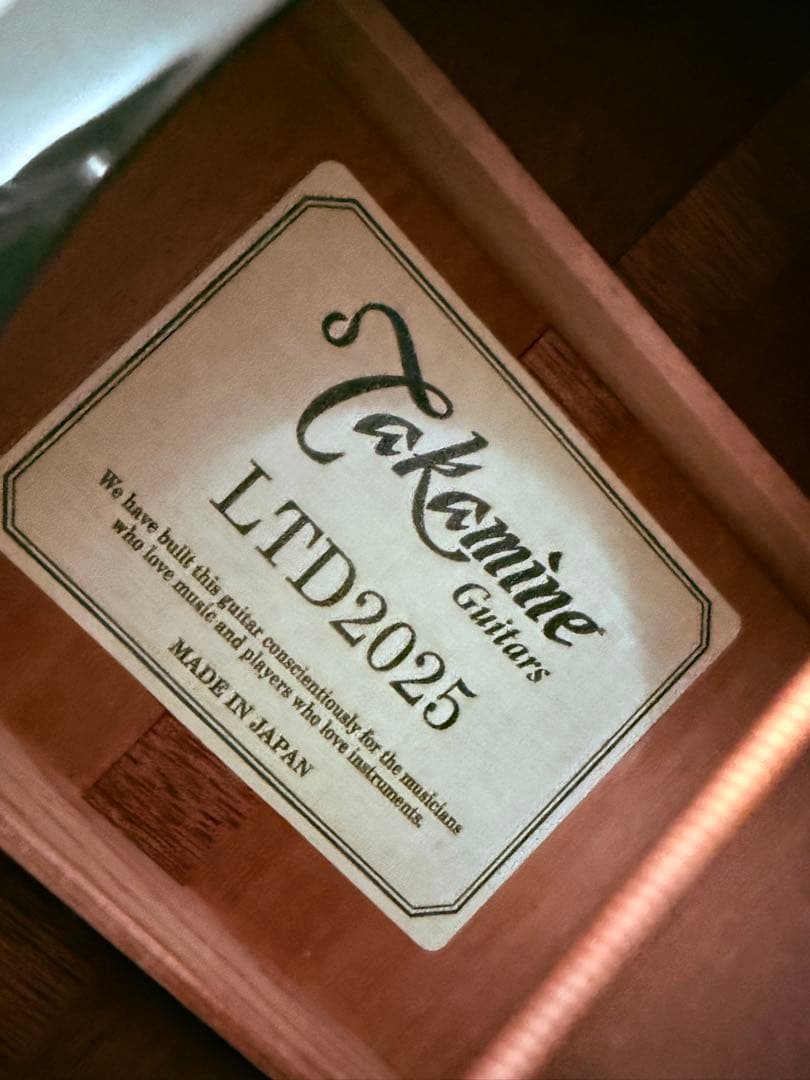 Takamine
Guitars
LTD2025
We have built this guitar conscientiously for the musicians
who love music and players who love instruments.
MADE IN JAPAN